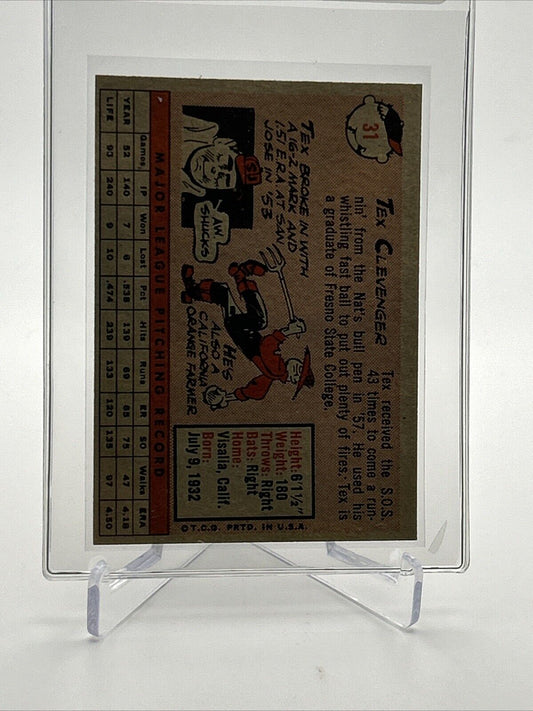 31
TEX CLEVENGER
Tex received the S.O.S.
43 times to come a run-
nin' from the Nat's bull pen in '57. He used his
whistling fast ball to put out plenty of fires. Tex is
a graduate of Fresno State College.
TEX BROKE IN WITH
A 16-2 MARK AND
1.51 E.R.A. AT SAN
JOSE IN '53
AW
SHUCKS
HE'S
ALSO A
CALIFORNIA
ORANGE FARMER
Height: 6'1½"
Weight: 180
Throws: Right
Bats: Right
Home:
Visalia, Calif.
Born:
July 9, 1932
MAJOR LEAGUE PITCHING RECORD
Games IP Won Lost Pct Hits Runs ER SO Walks ERA
YEAR 52 140 7 6 .538 139 69 65 75 47 4.18
LIFE 93 240 9 10 .474 239 133 120 135 97 4.50
©T.C.G. PRTD. IN U.S.A.